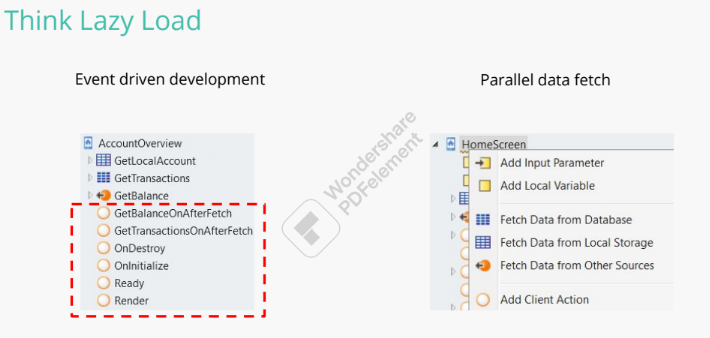 Think Lazy Load
Event driven development
Parallel data fetch
AccountOverview
GetLocalAccount
GetTransactions
GetBalance
GetBalanceOnAfterFetch
GetTransactionsOnAfterFetch
OnDestroy
OnInitialize
Ready
Render
HomeScreen
Add Input Parameter
Add Local Variable
Fetch Data from Database
Fetch Data from Local Storage
Fetch Data from Other Sources
Add Client Action
Wondershare
PDFelement